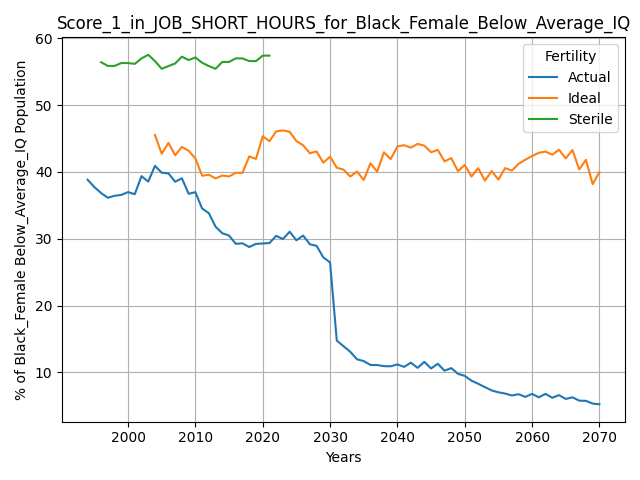 Score_1_in_JOB_SHORT_HOURS_for_Black_Female_Below_Average_IQ
% of Black_Female Below_Average_IQ Population
60
50
40
30
20
10
Fertility
Actual
Ideal
Sterile
2000
2010
2020
2030
2040
2050
2060
2070
Years